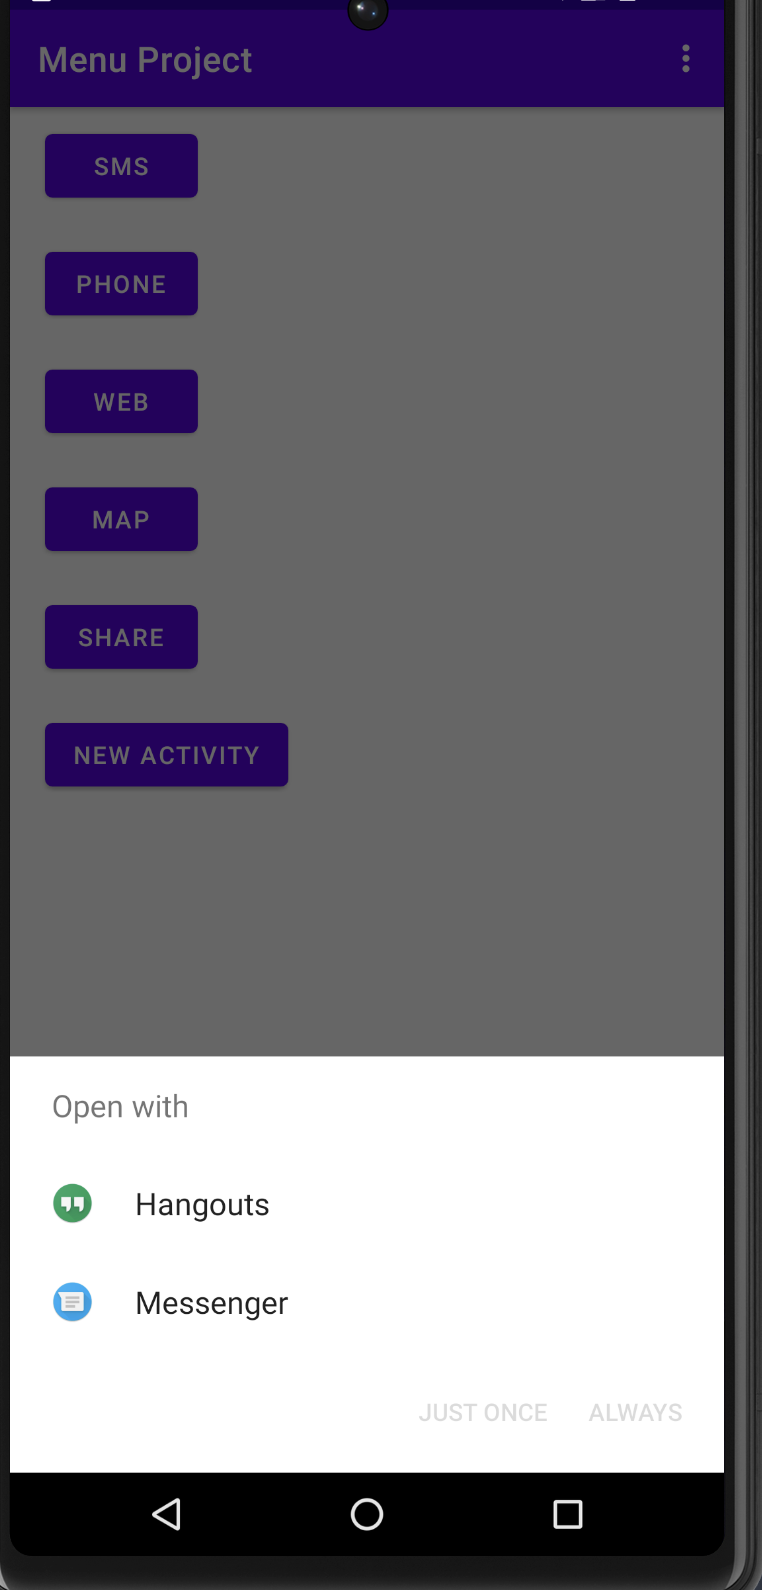 Menu Project
SMS
PHONE
WEB
MAP
SHARE
NEW ACTIVITY
Open with
Hangouts
Messenger
JUST ONCE ALWAYS